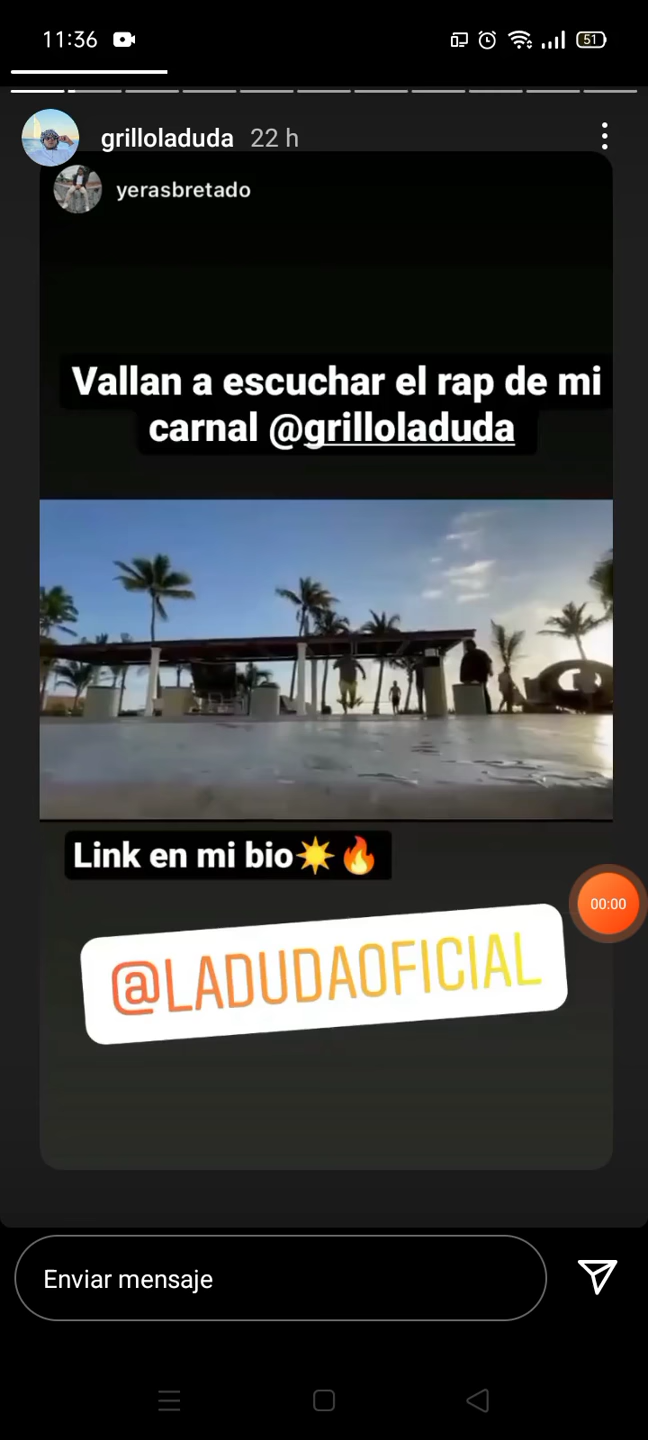 11:36
51
grilloladuda 22 h
yerasbretado
Vallan a escuchar el rap de mi
carnal @grilloladuda
Link en mi bio☀️🔥
00:00
@LADUDAOFICIAL
Enviar mensaje